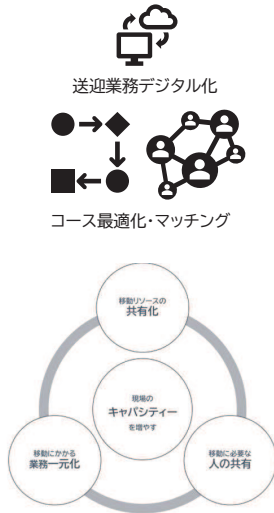 送迎業務デジタル化
コース最適化・マッチング
移動リソースの
共有化
現場の
キャパシティー
を増やす
移動にかかる
業務一元化
移動に必要な
人の共有